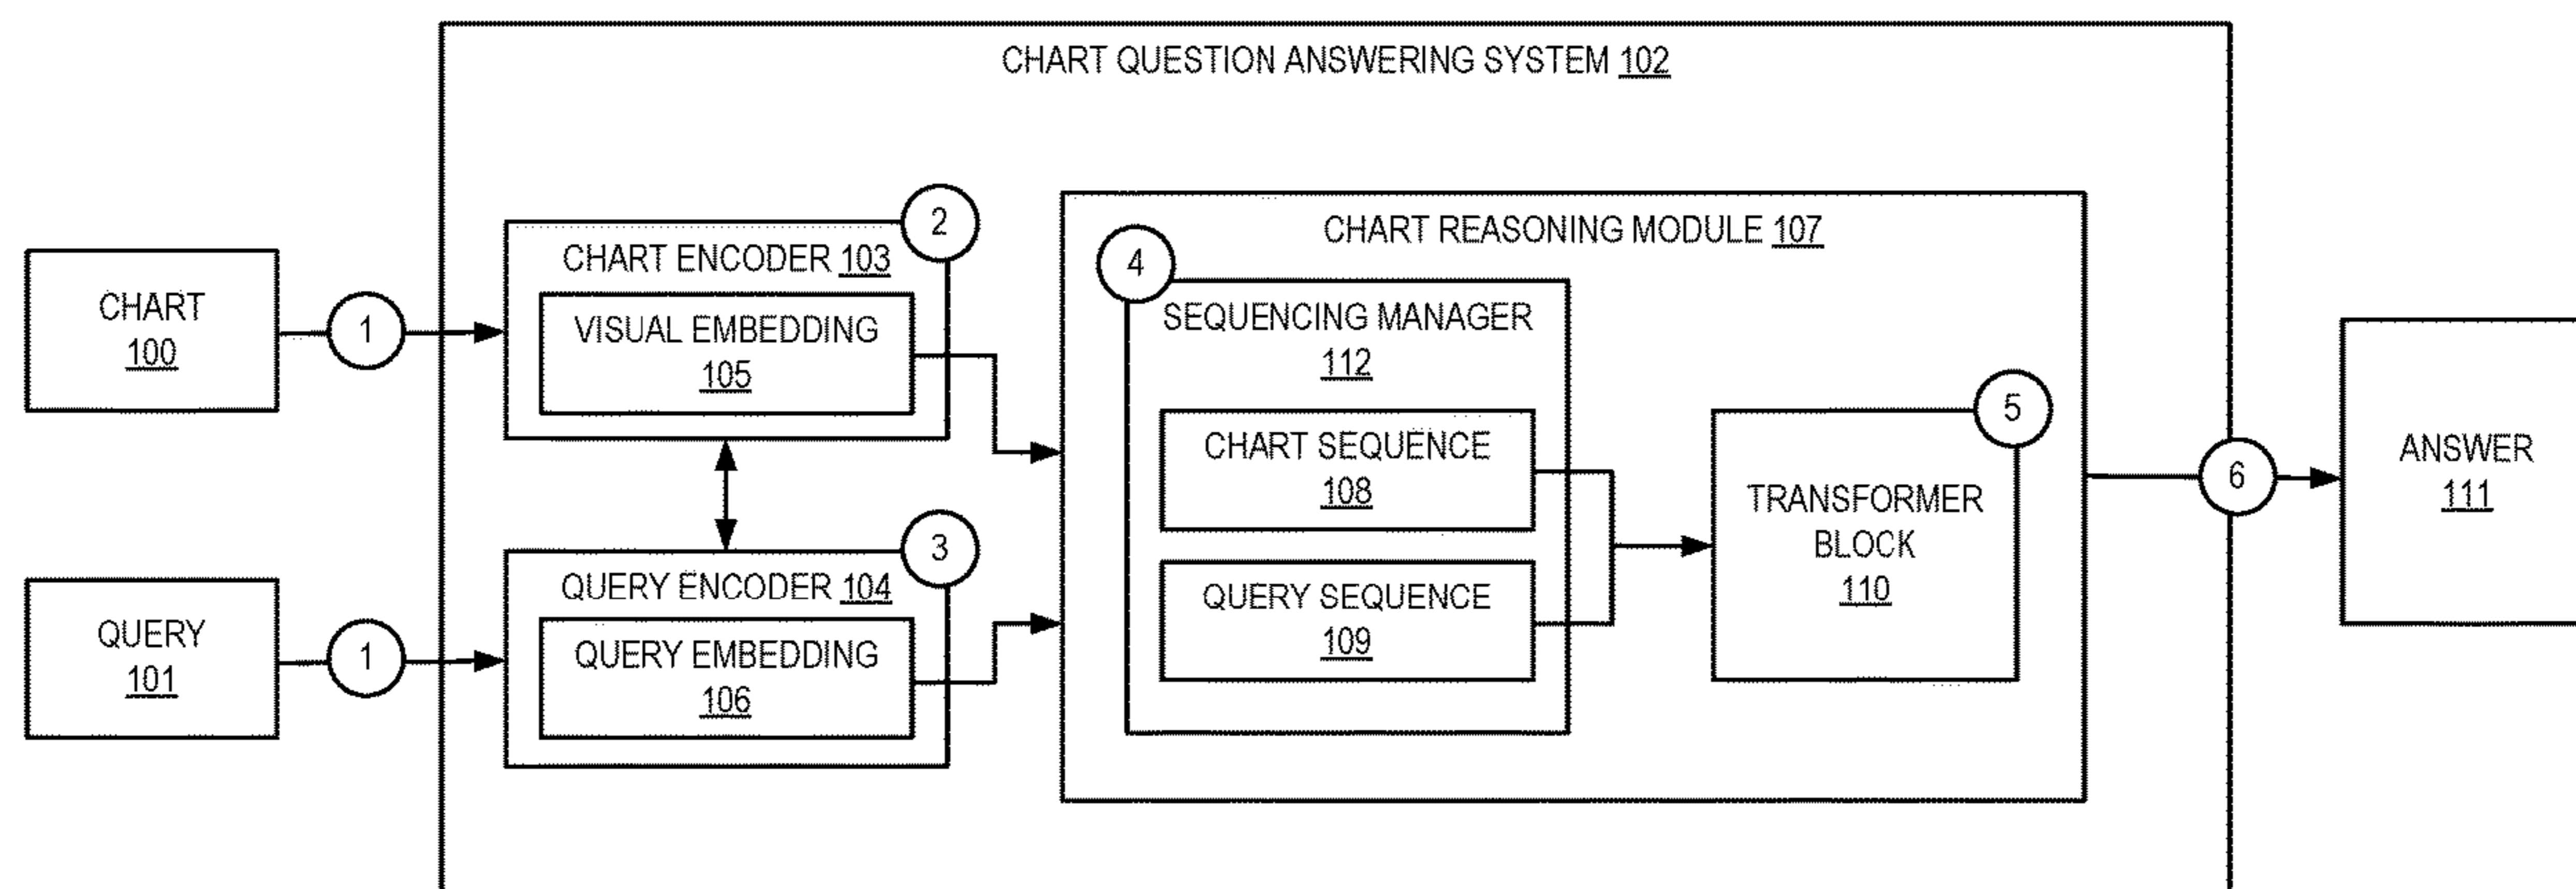 CHART QUESTION ANSWERING SYSTEM 102
CHART
100
1
QUERY
101
1
2
CHART ENCODER 103
VISUAL EMBEDDING
105
3
QUERY ENCODER 104
QUERY EMBEDDING
106
CHART REASONING MODULE 107
4
SEQUENCING MANAGER
112
CHART SEQUENCE
108
QUERY SEQUENCE
109
5
TRANSFORMER
BLOCK
110
6
ANSWER
111